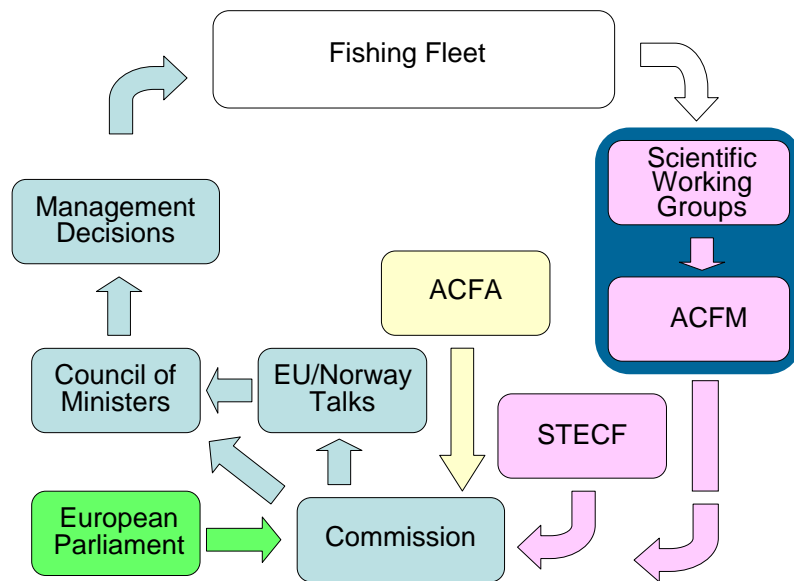 Fishing Fleet
Scientific
Working
Groups
Management
Decisions
ACFA
ACFM
Council of
Ministers
EU/Norway
Talks
STECF
European
Parliament
Commission